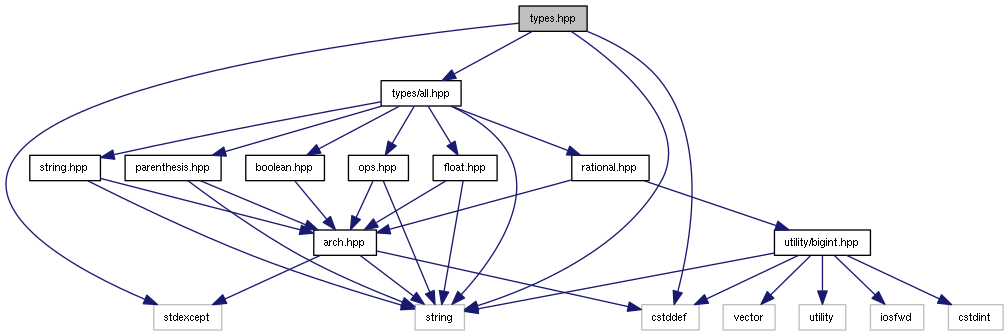 types.hpp
types/all.hpp
string.hpp
parenthesis.hpp
boolean.hpp
ops.hpp
float.hpp
rational.hpp
arch.hpp
utility/bigint.hpp
stdexcept
string
cstddef
vector
utility
iosfwd
cstdint